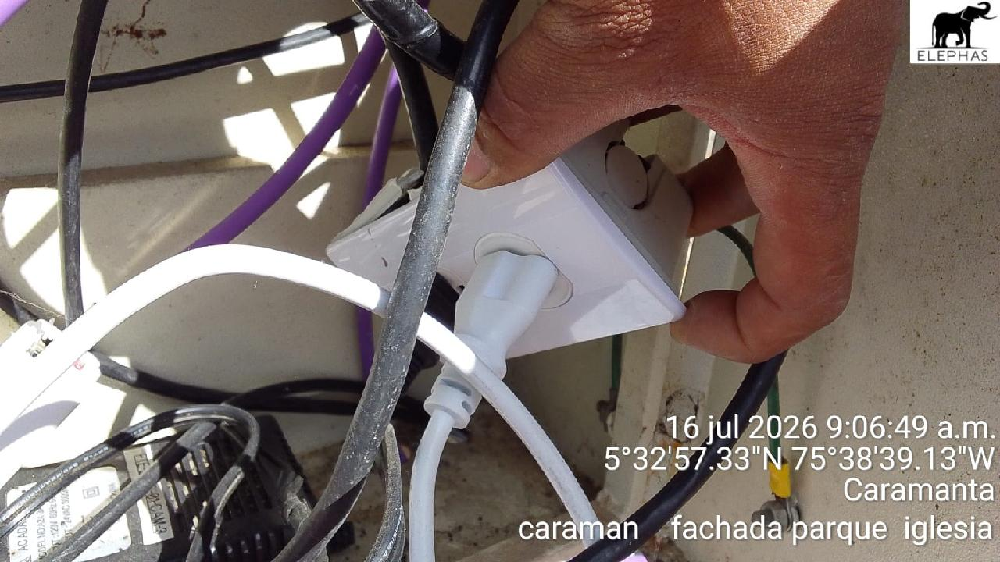 ELEPHAS
16 jul 2026 9:06:49 a.m.
5°32'57.33"N 75°38'39.13"W
Caramanta
caraman fachada parque iglesia